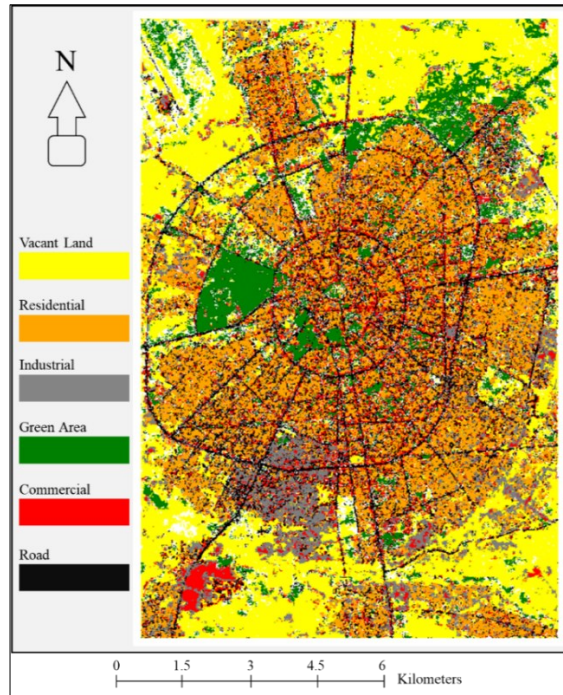 N
Vacant Land
Residential
Industrial
Green Area
Commercial
Road
0 1.5 3 4.5 6
Kilometers